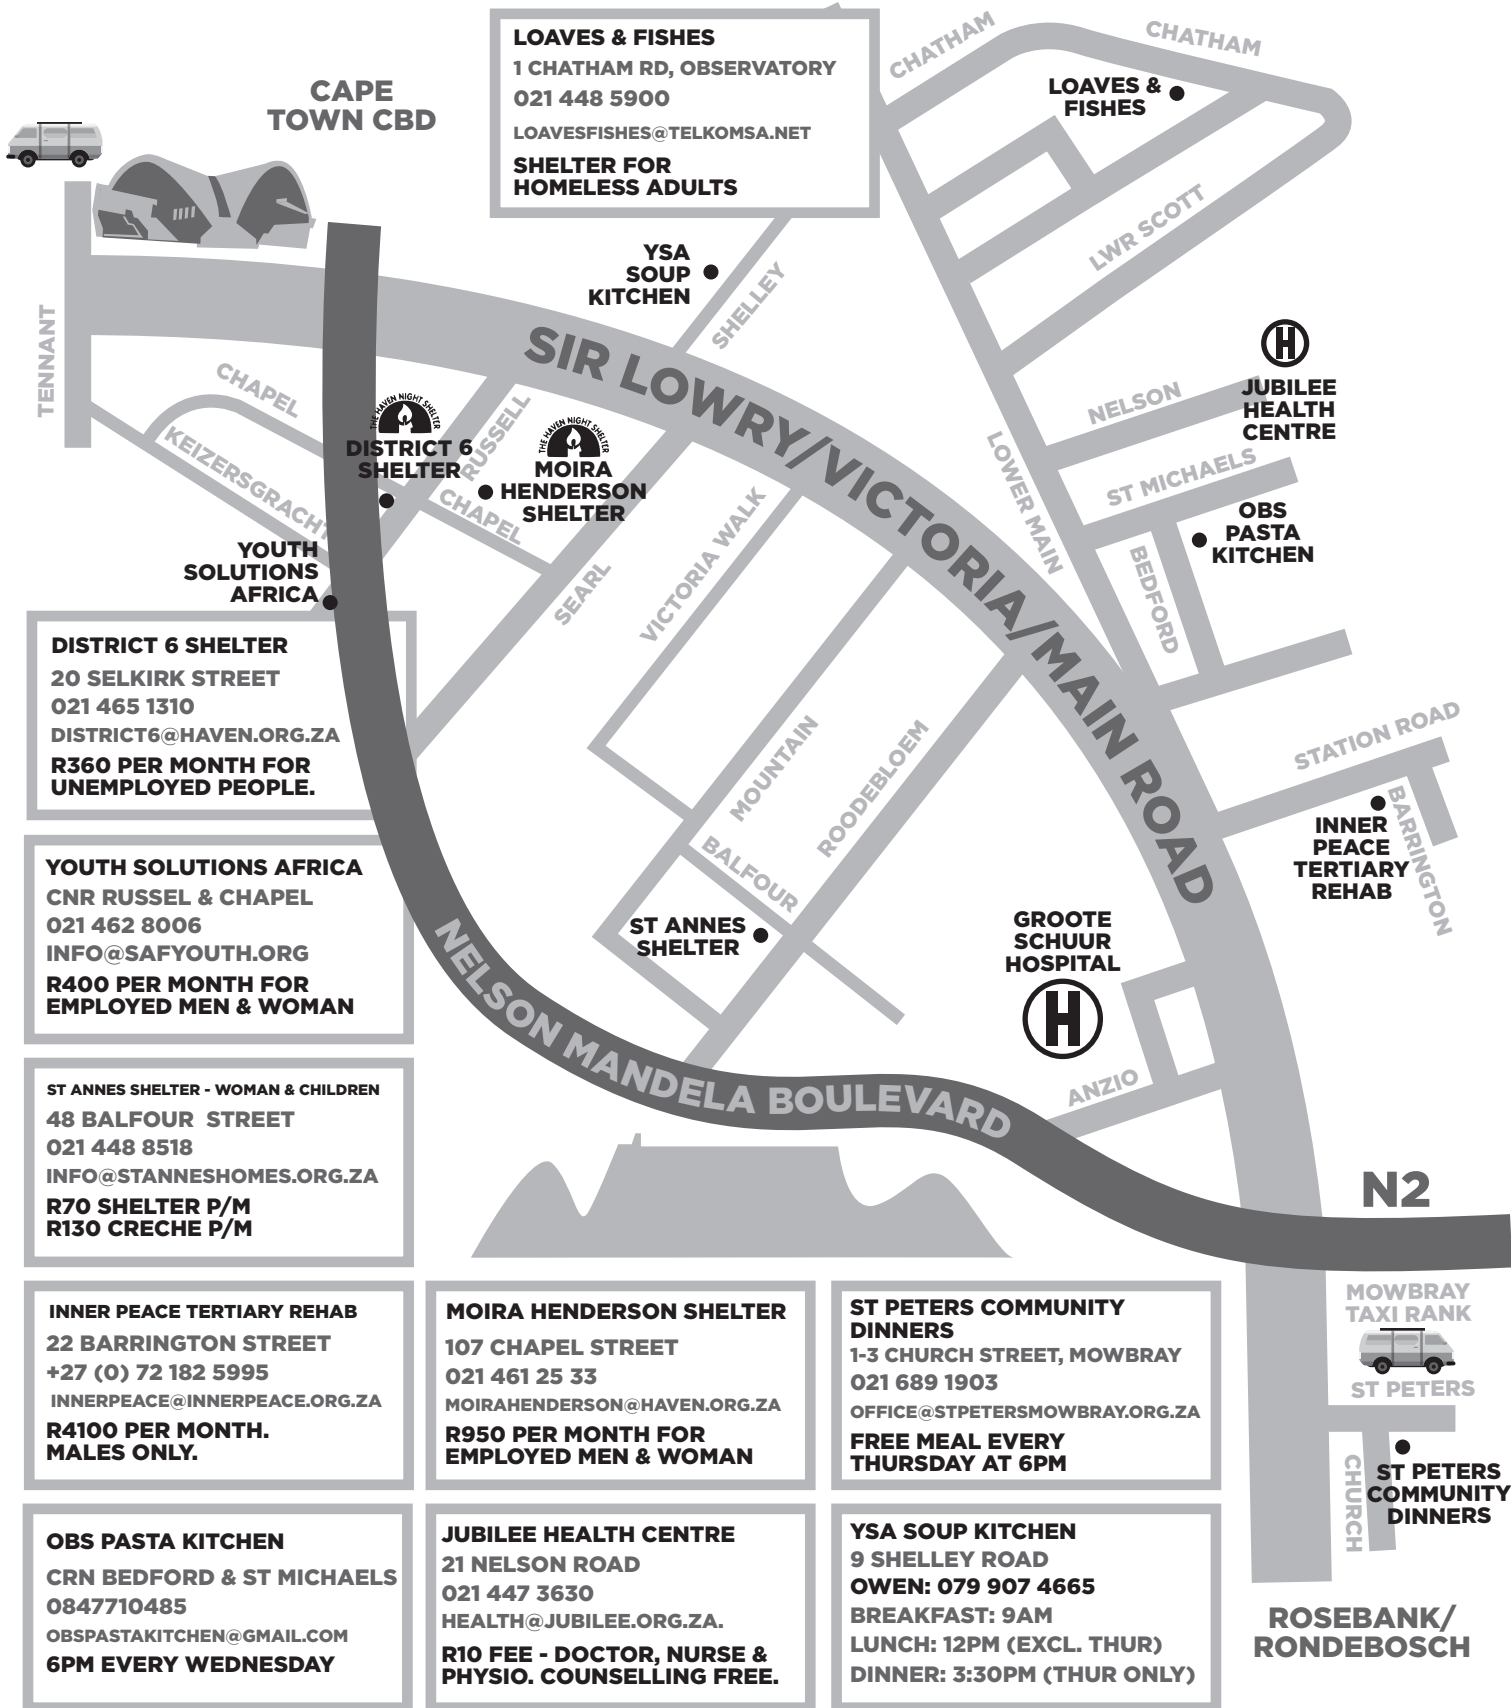 LOAVES & FISHES
1 CHATHAM RD, OBSERVATORY
021 448 5900
LOAVESFISHES@TELKOMSA.NET
SHELTER FOR
HOMELESS ADULTS
CHATHAM
CHATHAM
LOAVES &
FISHES
CAPE
TOWN CBD
LWR SCOTT
YSA
SOUP
KITCHEN
SHELLEY
TENNANT
SIR LOWRY/VICTORIA/MAIN ROAD
CHAPEL
THE HAVEN NIGHT SHELTER
DISTRICT 6
SHELTER
RUSSELL
THE HAVEN NIGHT SHELTER
MOIRA
HENDERSON
SHELTER
KEIZERSGRACHT
CHAPEL
H
JUBILEE
HEALTH
CENTRE
NELSON
LOWER MAIN
ST MICHAELS
OBS
PASTA
KITCHEN
BEDFORD
VICTORIA WALK
SEARL
YOUTH
SOLUTIONS
AFRICA
DISTRICT 6 SHELTER
20 SELKIRK STREET
021 465 1310
DISTRICT6@HAVEN.ORG.ZA
R360 PER MONTH FOR
UNEMPLOYED PEOPLE.
MOUNTAIN
ROODEBLOEM
BALFOUR
STATION ROAD
BARRINGTON
INNER
PEACE
TERTIARY
REHAB
ST ANNES
SHELTER
GROOTE
SCHUUR
HOSPITAL
H
ANZIO
YOUTH SOLUTIONS AFRICA
CNR RUSSEL & CHAPEL
021 462 8006
INFO@SAFYOUTH.ORG
R400 PER MONTH FOR
EMPLOYED MEN & WOMAN
NELSON MANDELA BOULEVARD
ST ANNES SHELTER - WOMAN & CHILDREN
48 BALFOUR STREET
021 448 8518
INFO@STANNESHOMES.ORG.ZA
R70 SHELTER P/M
R130 CRECHE P/M
N2
INNER PEACE TERTIARY REHAB
22 BARRINGTON STREET
+27 (0) 72 182 5995
INNERPEACE@INNERPEACE.ORG.ZA
R4100 PER MONTH.
MALES ONLY.
MOIRA HENDERSON SHELTER
107 CHAPEL STREET
021 461 25 33
MOIRAHENDERSON@HAVEN.ORG.ZA
R950 PER MONTH FOR
EMPLOYED MEN & WOMAN
ST PETERS COMMUNITY
DINNERS
1-3 CHURCH STREET, MOWBRAY
021 689 1903
OFFICE@STPETERSMOWBRAY.ORG.ZA
FREE MEAL EVERY
THURSDAY AT 6PM
MOWBRAY
TAXI RANK
ST PETERS
CHURCH
ST PETERS
COMMUNITY
DINNERS
OBS PASTA KITCHEN
CRN BEDFORD & ST MICHAELS
0847710485
OBSPASTAKITCHEN@GMAIL.COM
6PM EVERY WEDNESDAY
JUBILEE HEALTH CENTRE
21 NELSON ROAD
021 447 3630
HEALTH@JUBILEE.ORG.ZA.
R10 FEE - DOCTOR, NURSE &
PHYSIO. COUNSELLING FREE.
YSA SOUP KITCHEN
9 SHELLEY ROAD
OWEN: 079 907 4665
BREAKFAST: 9AM
LUNCH: 12PM (EXCL. THUR)
DINNER: 3:30PM (THUR ONLY)
ROSEBANK/
RONDEBOSCH